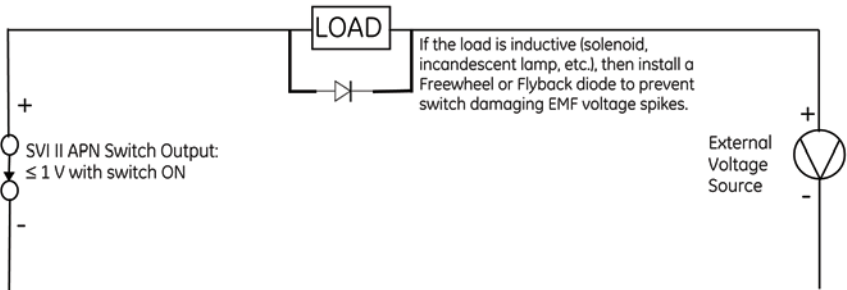 LOAD
If the load is inductive (solenoid,
incandescent lamp, etc.), then install a
Freewheel or Flyback diode to prevent
switch damaging EMF voltage spikes.
+
+
SVI II APN Switch Output:
≤ 1 V with switch ON
External
Voltage
Source
-
-